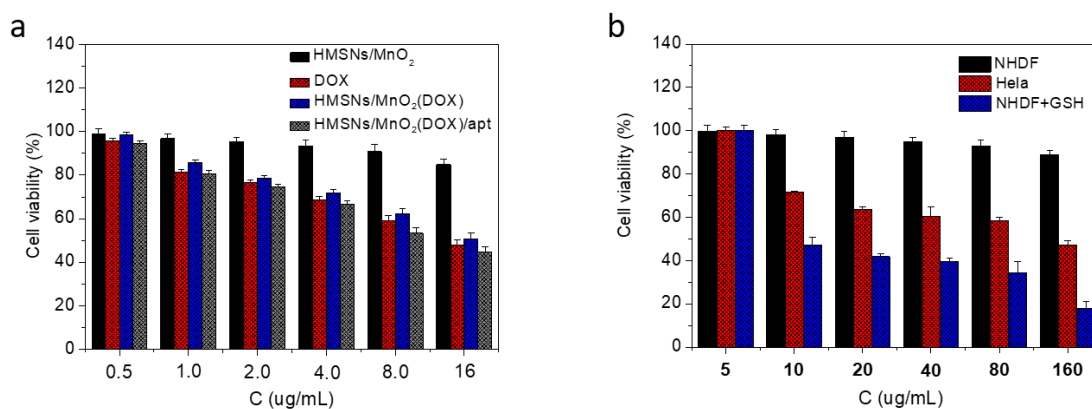 a
140
120
100
80
60
40
20
0
Cell viability (%)
HMSNs/MnO₂
DOX
HMSNs/MnO₂(DOX)
HMSNs/MnO₂(DOX)/apt
0.5 1.0 2.0 4.0 8.0 16
C (ug/mL)
b
140
120
100
80
60
40
20
0
Cell viability (%)
NHDF
Hela
NHDF+GSH
5 10 20 40 80 160
C (ug/mL)